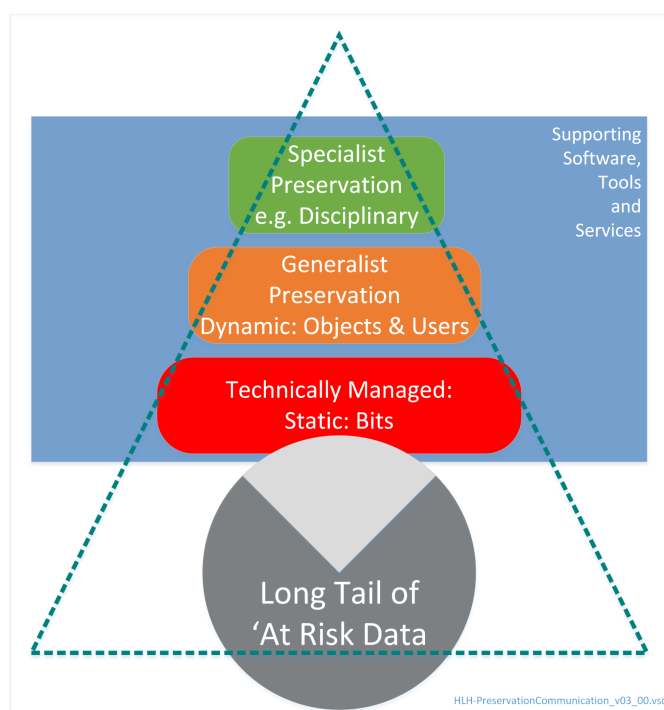 Supporting
Software,
Tools
and
Services
Specialist
Preservation
e.g. Disciplinary
Generalist
Preservation
Dynamic: Objects & Users
Technically Managed:
Static: Bits
Long Tail of
‘At Risk Data
HLH-PreservationCommunication_v03_00.vsd